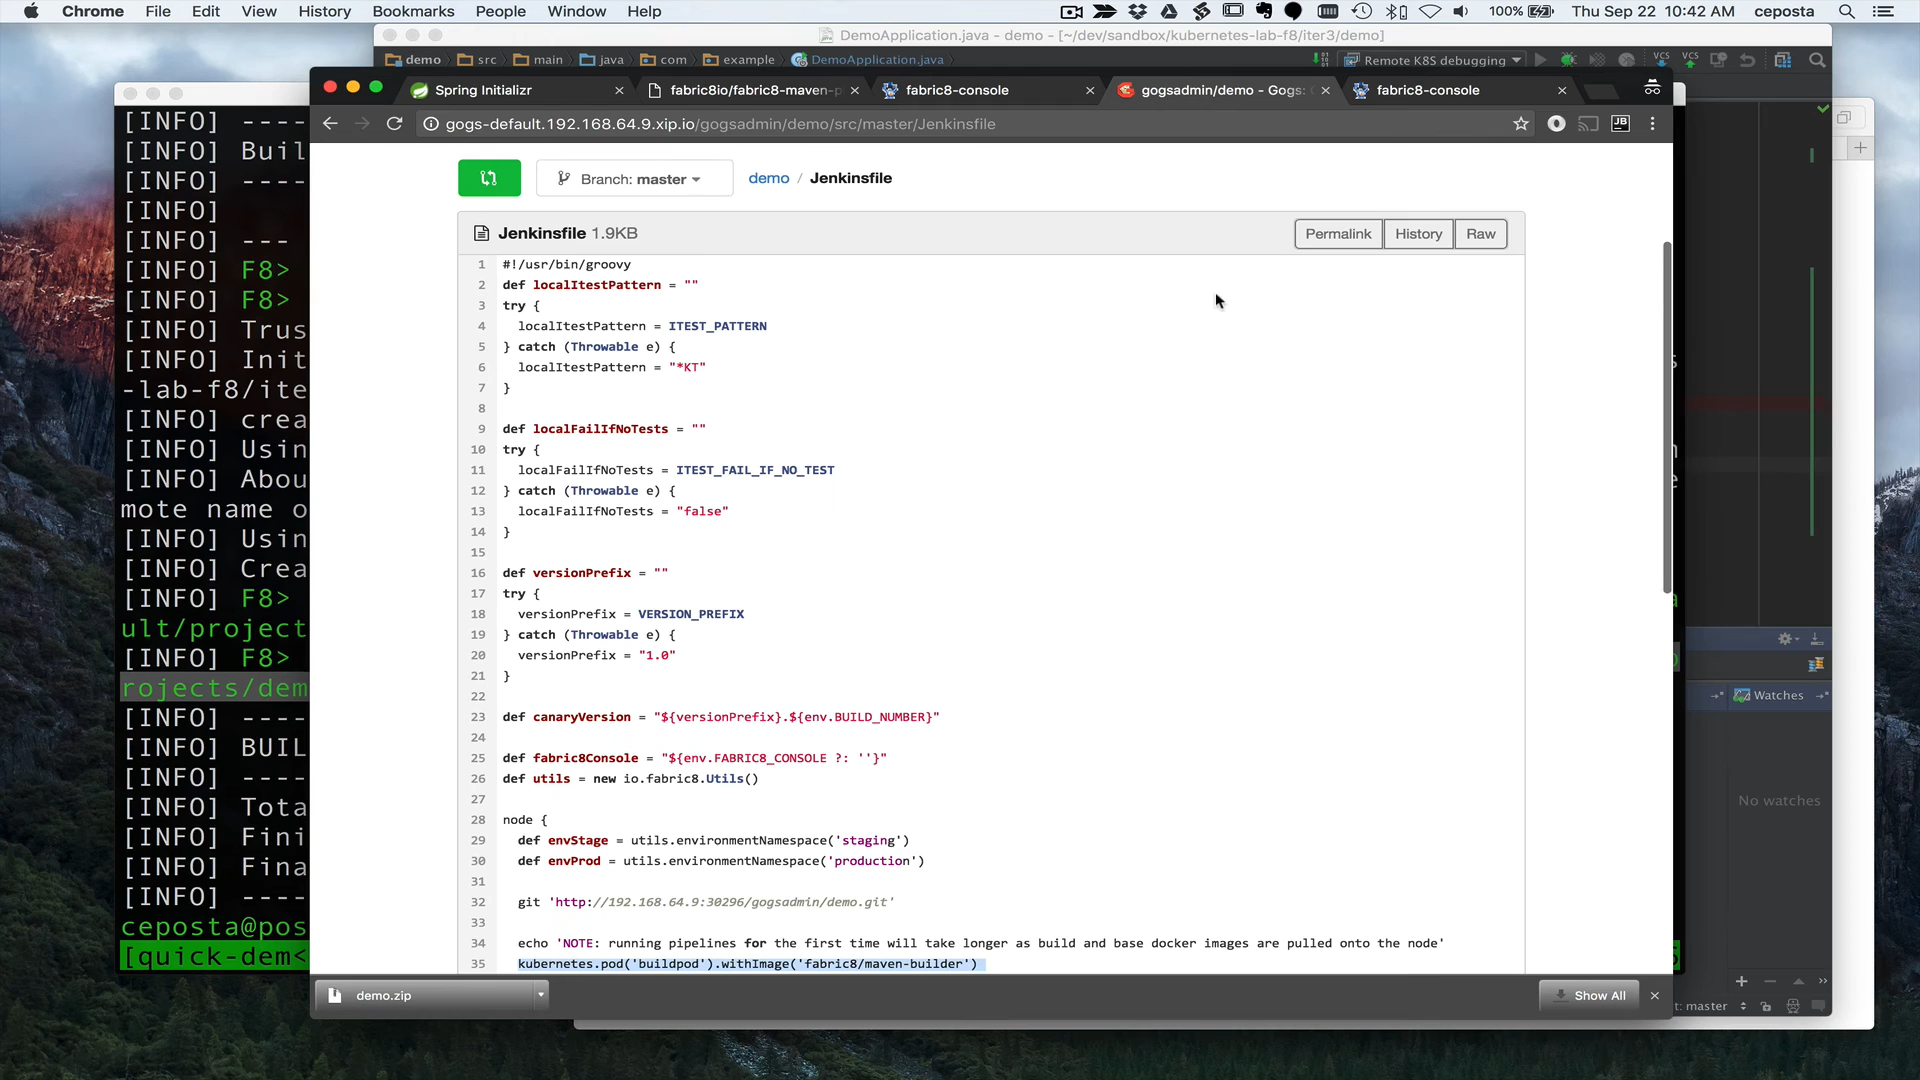 Chrome File Edit View History Bookmarks People Window Help 100% Thu Sep 22 10:42 AM ceposta
DemoApplication.java - demo - [~/dev/sandbox/kubernetes-lab-f8/iter3/demo]
demo src main java com example DemoApplication.java Remote K8S debugging
Spring Initializr fabric8io/fabric8-maven-p fabric8-console gogsadmin/demo - Gogs: fabric8-console
gogs-default.192.168.64.9.xip.io/gogsadmin/demo/src/master/Jenkinsfile
Branch: master demo / Jenkinsfile
Jenkinsfile 1.9KB Permalink History Raw
1 #!/usr/bin/groovy
2 def localItestPattern = ""
3 try {
4 localItestPattern = ITEST_PATTERN
5 } catch (Throwable e) {
6 localItestPattern = "*KT"
7 }
8
9 def localFailIfNoTests = ""
10 try {
11 localFailIfNoTests = ITEST_FAIL_IF_NO_TEST
12 } catch (Throwable e) {
13 localFailIfNoTests = "false"
14 }
15
16 def versionPrefix = ""
17 try {
18 versionPrefix = VERSION_PREFIX
19 } catch (Throwable e) {
20 versionPrefix = "1.0"
21 }
22
23 def canaryVersion = "${versionPrefix}.${env.BUILD_NUMBER}"
24
25 def fabric8Console = "${env.FABRIC8_CONSOLE ?: ''}"
26 def utils = new io.fabric8.Utils()
27
28 node {
29 def envStage = utils.environmentNamespace('staging')
30 def envProd = utils.environmentNamespace('production')
31
32 git 'http://192.168.64.9:30296/gogsadmin/demo.git'
33
34 echo 'NOTE: running pipelines for the first time will take longer as build and base docker images are pulled onto the node'
35 kubernetes.pod('buildpod').withImage('fabric8/maven-builder')
demo.zip Show All
[INFO] ----
[INFO] Buil
[INFO] ----
[INFO]
[INFO] ---
[INFO] F8>
[INFO] F8>
[INFO] Trus
[INFO] Init
-lab-f8/ite
[INFO] crea
[INFO] Usin
[INFO] Abou
mote name o
[INFO] Usin
[INFO] Crea
[INFO] F8>
ult/project
[INFO] F8>
rojects/dem
[INFO] ----
[INFO] BUIL
[INFO] ----
[INFO] Tota
[INFO] Fini
[INFO] Fina
[INFO] ----
ceposta@pos
[quick-dem<
Watches
No watches
t: master